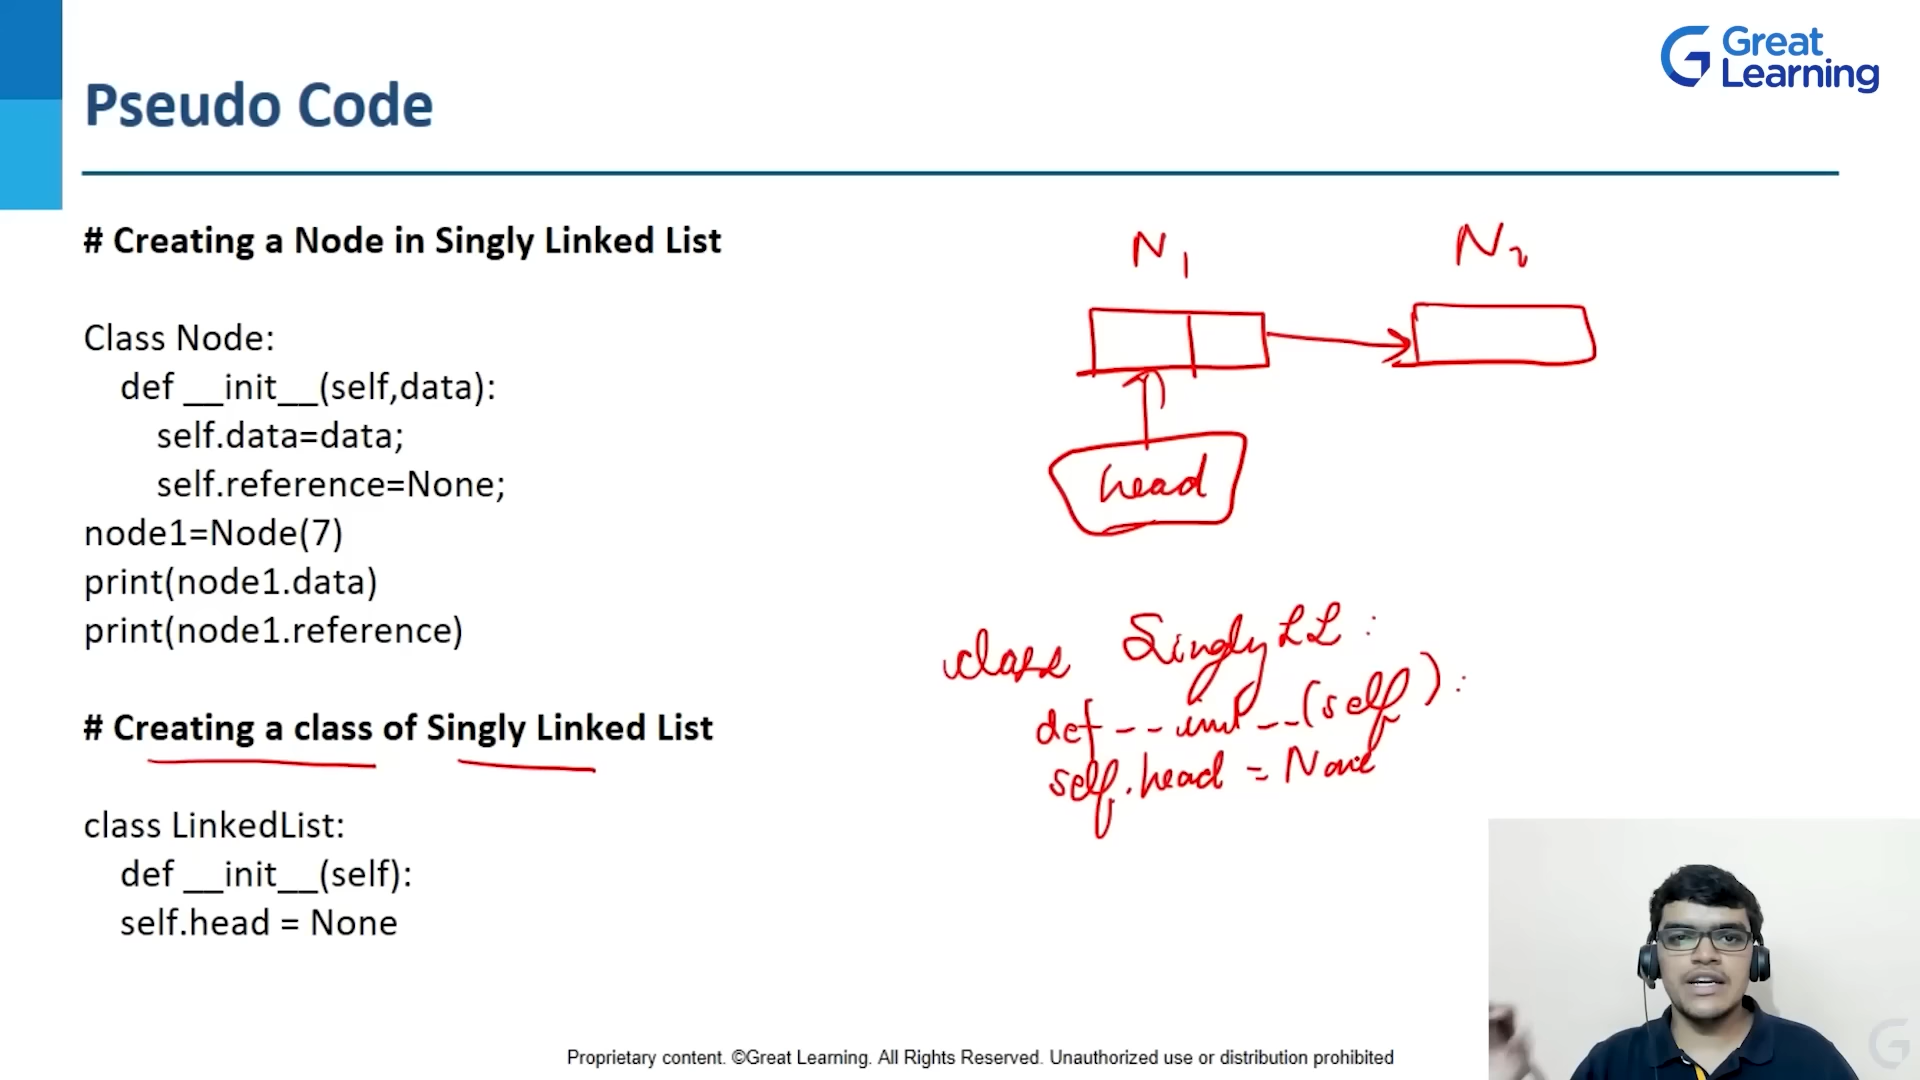 Great
Learning
Pseudo Code
# Creating a Node in Singly Linked List
Class Node:
def __init__(self,data):
self.data=data;
self.reference=None;
node1=Node(7)
print(node1.data)
print(node1.reference)
# Creating a class of Singly Linked List
class LinkedList:
def __init__(self):
self.head = None
N1
N2
head
class SinglyLL:
def __init__(self):
self.head = None
Proprietary content. ©Great Learning. All Rights Reserved. Unauthorized use or distribution prohibited